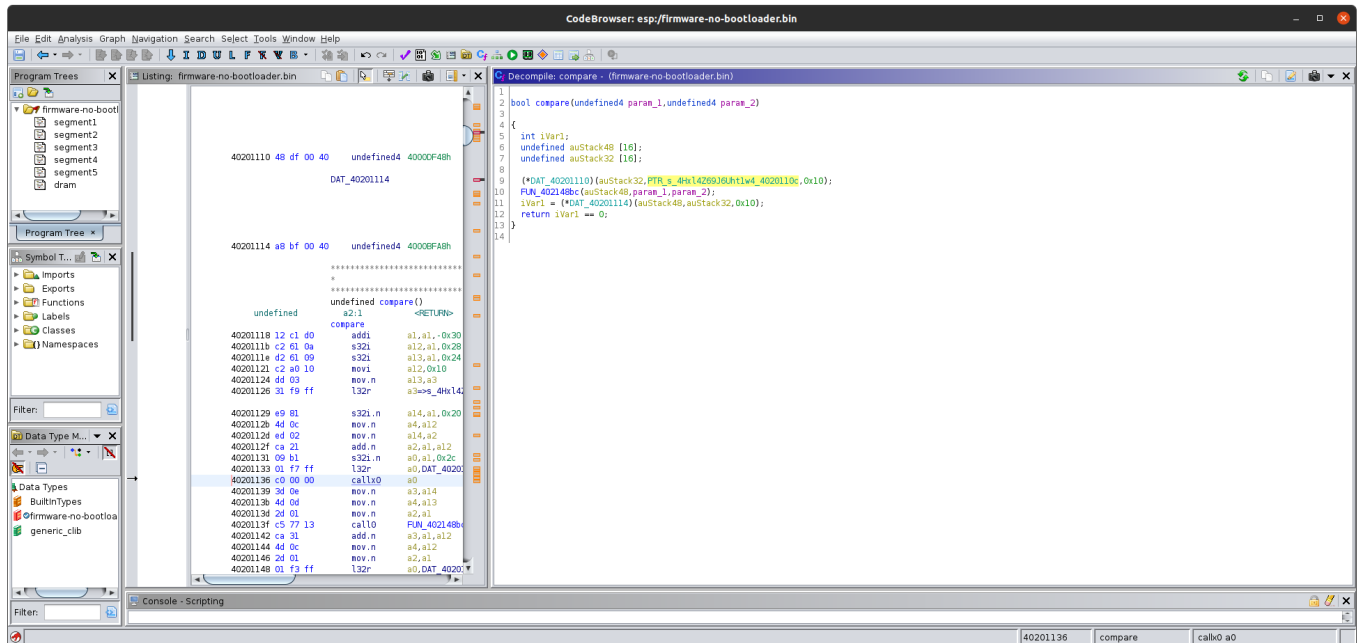 CodeBrowser: esp:/firmware-no-bootloader.bin
File Edit Analysis Graph Navigation Search Select Tools Window Help
I D U L F V B
Program Trees
firmware-no-bootl
segment1
segment2
segment3
segment4
segment5
dram
Program Tree ×
Symbol T...
Imports
Exports
Functions
Labels
Classes
Namespaces
Filter:
Data Type M...
Data Types
BuiltInTypes
firmware-no-bootloa
generic_clib
Filter:
Listing: firmware-no-bootloader.bin
40201110 48 df 00 40 undefined4 4000DF48h
DAT_40201114
40201114 a8 bf 00 40 undefined4 4000BFA8h
***************************
*
***************************
undefined compare()
undefined a2:1 <RETURN>
compare
40201118 12 c1 d0 addi a1,a1,-0x30
4020111b c2 61 0a s32i a12,a1,0x28
4020111e d2 61 09 s32i a13,a1,0x24
40201121 c2 a0 10 movi a12,0x10
40201124 dd 03 mov.n a13,a3
40201126 31 f9 ff l32r a3=>s_4Hxl4Z
40201129 e9 81 s32i.n a14,a1,0x20
4020112b 4d 0c mov.n a4,a12
4020112d ed 02 mov.n a14,a2
4020112f ca 21 add.n a2,a1,a12
40201131 09 b1 s32i.n a0,a1,0x2c
40201133 01 f7 ff l32r a0,DAT_4020
40201136 c0 00 00 callx0 a0
40201139 3d 0e mov.n a3,a14
4020113b 4d 0d mov.n a4,a13
4020113d 2d 01 mov.n a2,a1
4020113f c5 77 13 call0 FUN_402148b
40201142 ca 31 add.n a3,a1,a12
40201144 4d 0c mov.n a4,a12
40201146 2d 01 mov.n a2,a1
40201148 01 f3 ff l32r a0,DAT_4020
Decompile: compare - (firmware-no-bootloader.bin)
1
2 bool compare(undefined4 param_1,undefined4 param_2)
3
4 {
5 int iVar1;
6 undefined auStack48 [16];
7 undefined auStack32 [16];
8
9 (*DAT_40201110)(auStack32,PTR_s_4Hxl4Z69J6Uht1w4_4020110c,0x10);
10 FUN_402148bc(auStack48,param_1,param_2);
11 iVar1 = (*DAT_40201114)(auStack48,auStack32,0x10);
12 return iVar1 == 0;
13 }
14
Console - Scripting
40201136 compare callx0 a0